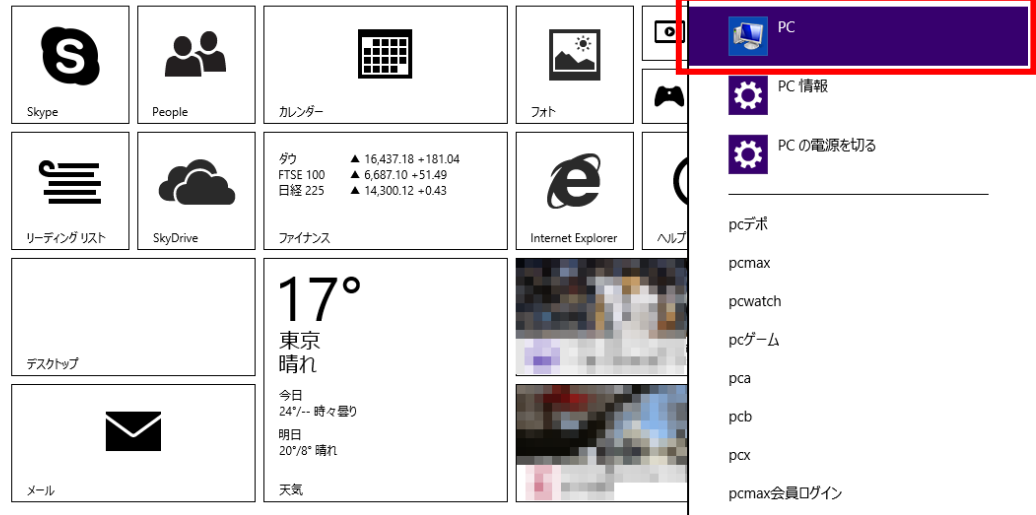 Skype
People
カレンダー
フォト
リーディング リスト
SkyDrive
ダウ ▲ 16,437.18 +181.04
FTSE 100 ▲ 6,687.10 +51.49
日経 225 ▲ 14,300.12 +0.43
ファイナンス
Internet Explorer
ヘルプ
デスクトップ
17°
東京
晴れ
今日
24°/-- 時々曇り
明日
20°/8° 晴れ
天気
メール
PC
PC 情報
PC の電源を切る
pcデポ
pcmax
pcwatch
pcゲーム
pca
pcb
pcx
pcmax会員ログイン